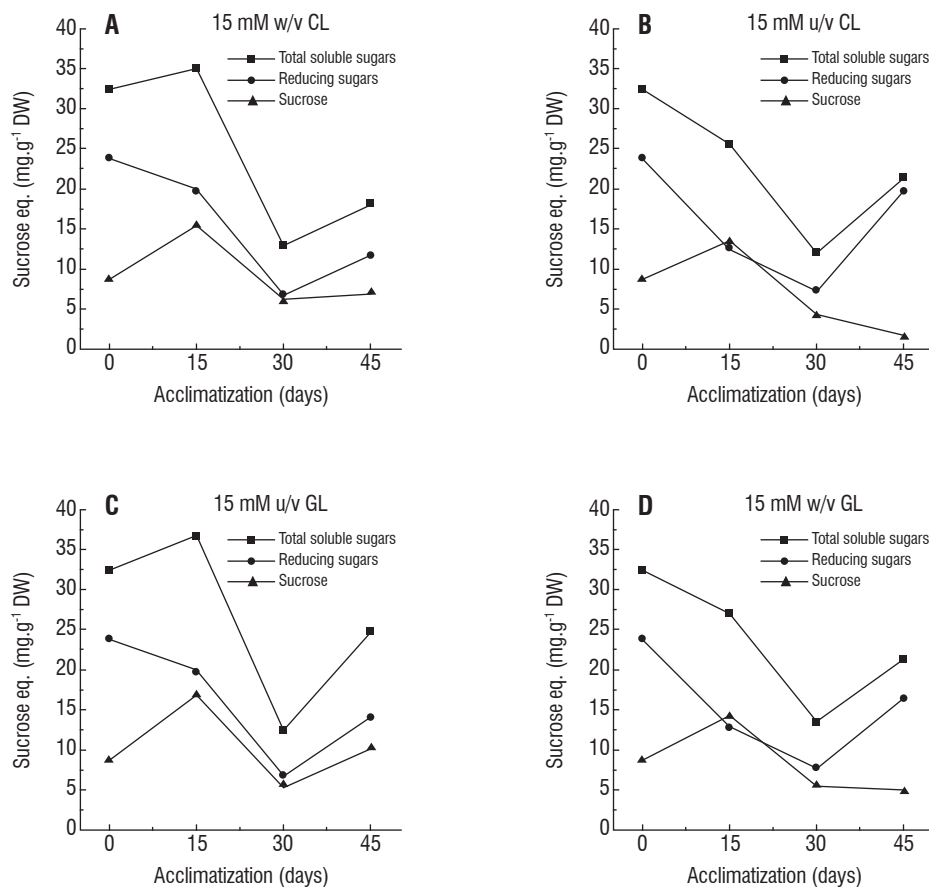 A
15 mM w/v CL
Total soluble sugars
Reducing sugars
Sucrose
Sucrose eq. (mg.g⁻¹ DW)
40
35
30
25
20
15
10
5
0
0 15 30 45
Acclimatization (days)
B
15 mM u/v CL
Total soluble sugars
Reducing sugars
Sucrose
Sucrose eq. (mg.g⁻¹ DW)
40
35
30
25
20
15
10
5
0
0 15 30 45
Acclimatization (days)
C
15 mM u/v GL
Total soluble sugars
Reducing sugars
Sucrose
Sucrose eq. (mg.g⁻¹ DW)
40
35
30
25
20
15
10
5
0
0 15 30 45
Acclimatization (days)
D
15 mM w/v GL
Total soluble sugars
Reducing sugars
Sucrose
Sucrose eq. (mg.g⁻¹ DW)
40
35
30
25
20
15
10
5
0
0 15 30 45
Acclimatization (days)